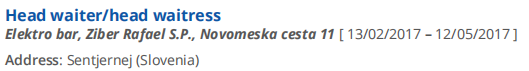 Head waiter/head waitress
Elektro bar, Ziber Rafael S.P., Novomeska cesta 11 [ 13/02/2017 – 12/05/2017 ]
Address: Sentjernej (Slovenia)